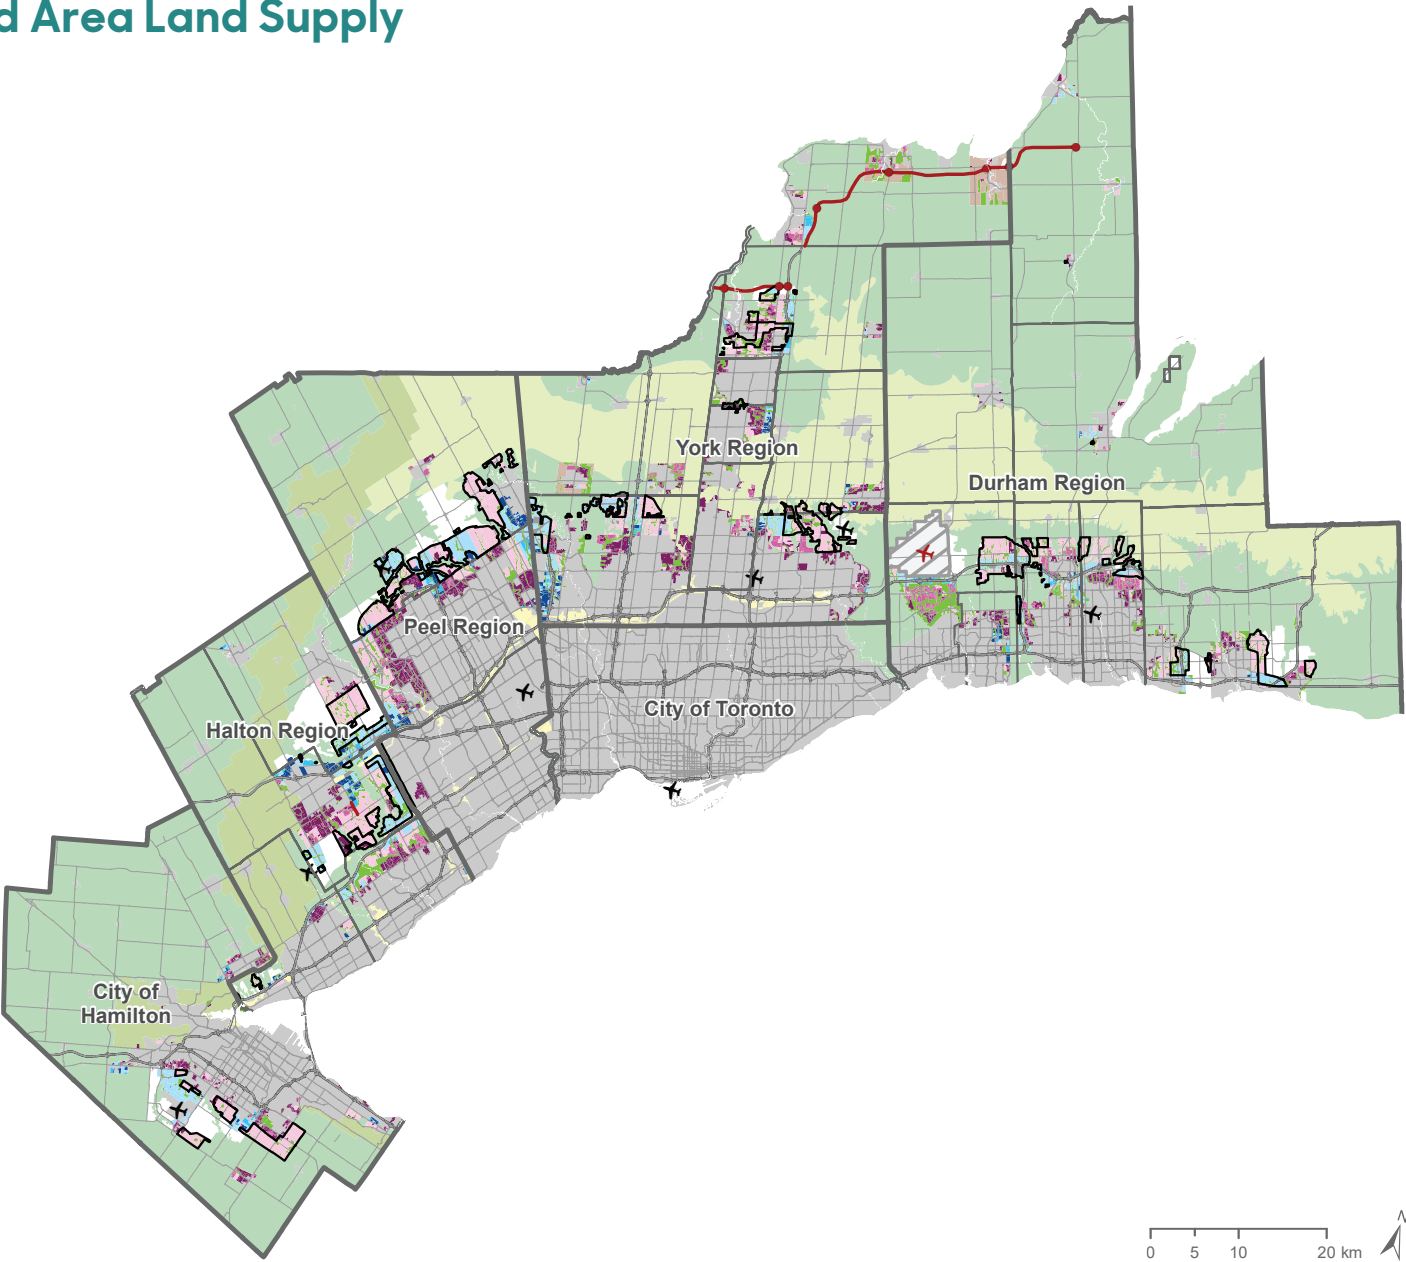 d Area Land Supply
York Region
Durham Region
Peel Region
City of Toronto
Halton Region
City of
Hamilton
N
0 5 10 20 km